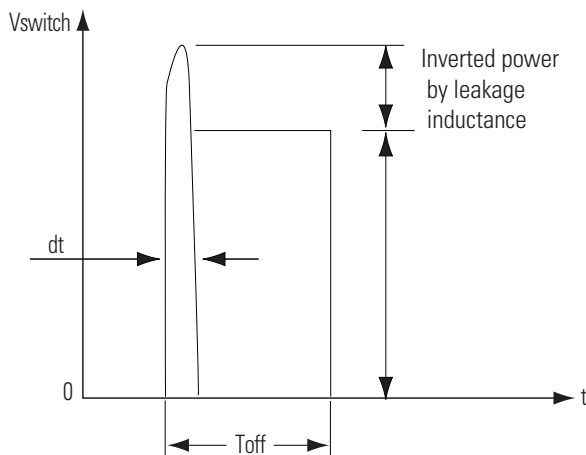 Vswitch
Inverted power
by leakage
inductance
dt
0
t
Toff